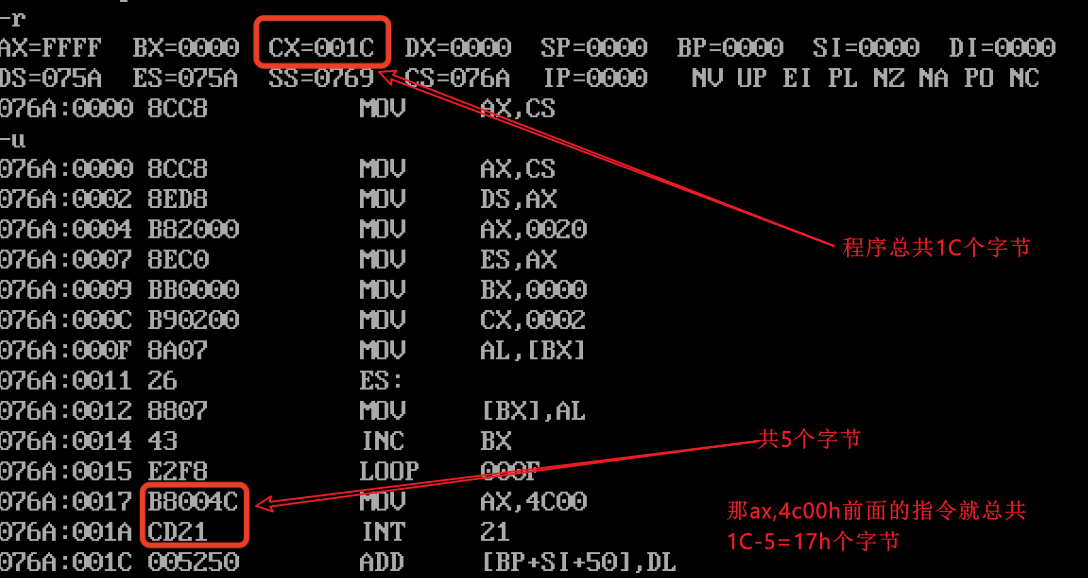 -r
AX=FFFF BX=0000 CX=001C DX=0000 SP=0000 BP=0000 SI=0000 DI=0000
DS=075A ES=075A SS=0769 CS=076A IP=0000 NV UP EI PL NZ NA PO NC
076A:0000 8CC8 MOV AX,CS
-u
076A:0000 8CC8 MOV AX,CS
076A:0002 8ED8 MOV DS,AX
076A:0004 B82000 MOV AX,0020
076A:0007 8EC0 MOV ES,AX
程序总共1C个字节
076A:0009 BB0000 MOV BX,0000
076A:000C B90200 MOV CX,0002
076A:000F 8A07 MOV AL,[BX]
076A:0011 26 ES:
076A:0012 8807 MOV [BX],AL
076A:0014 43 INC BX
共5个字节
076A:0015 E2F8 LOOP 000F
076A:0017 B8004C MOV AX,4C00
076A:001A CD21 INT 21
那ax,4c00h前面的指令就总共
1C-5=17h个字节
076A:001C 005250 ADD [BP+SI+50],DL